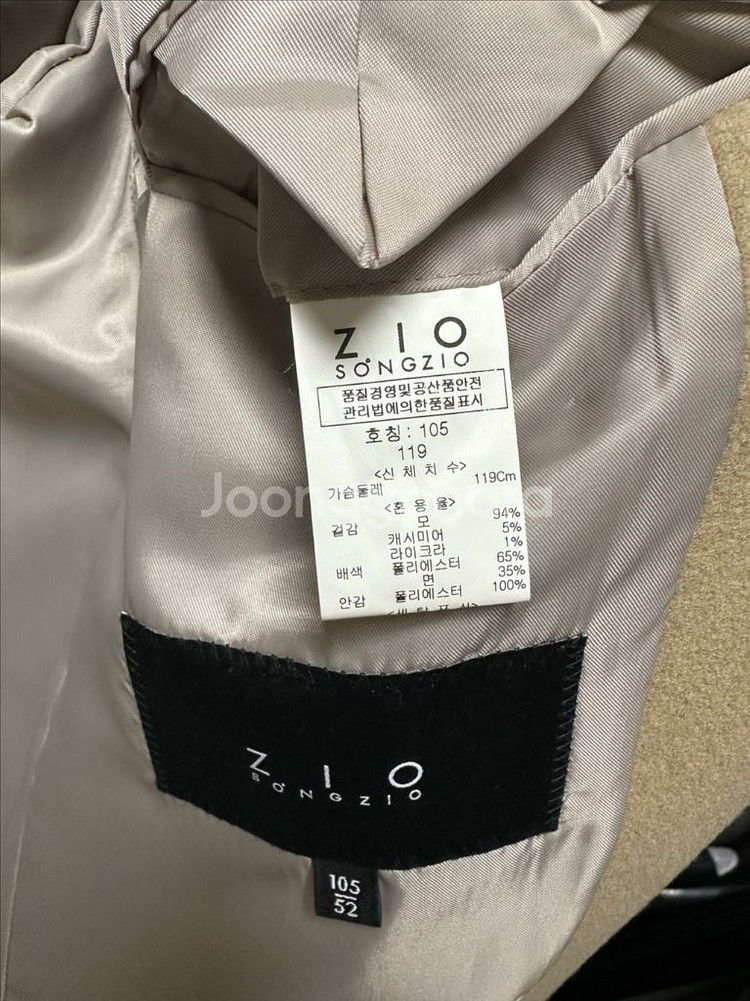 ZIO
SONGZIO
품질경영및공산품안전
관리법에의한품질표시
호칭: 105
119
<신 체 치 수>
가슴둘레 119Cm
<혼 용 율>
겉감 모 94%
캐시미어 5%
라이크라 1%
배색 폴리에스터 65%
면 35%
안감 폴리에스터 100%
ZIO
SONGZIO
105
52